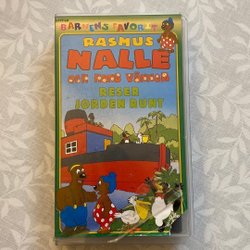 BARNENS FAVORIT
RASMUS
NALLE
OCH HANS VÄNNER
RESER
JORDEN RUNT